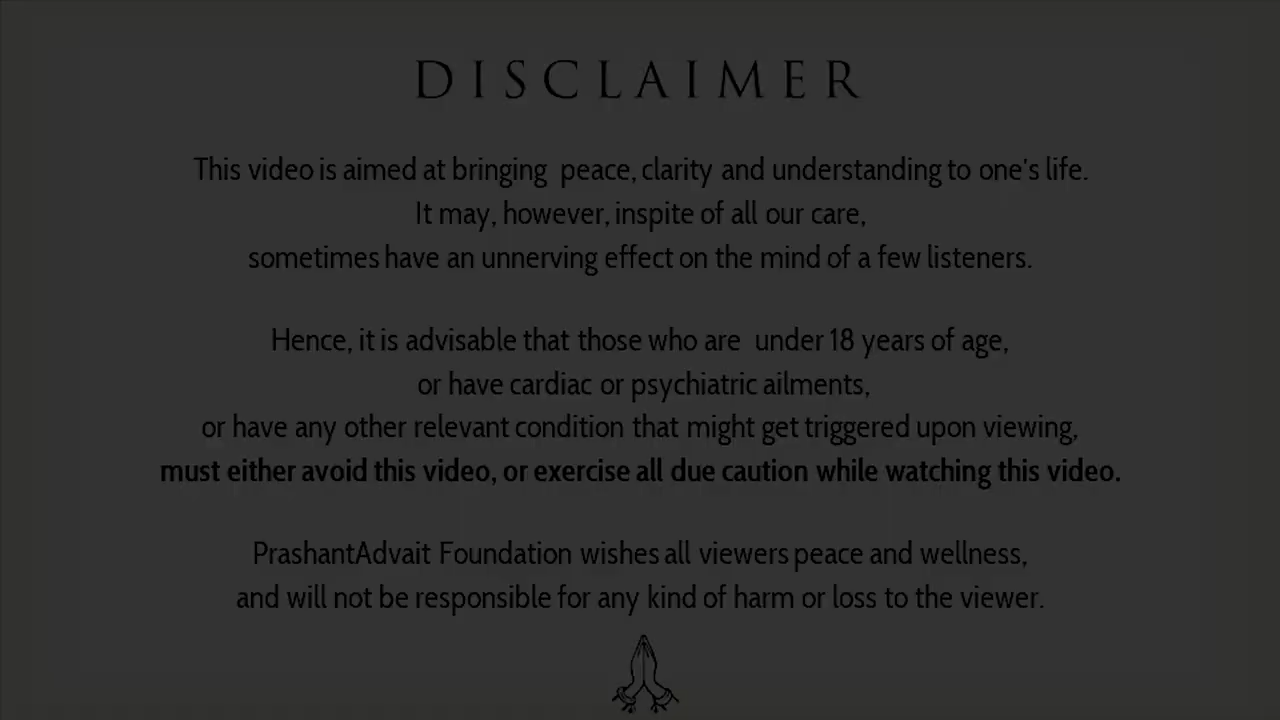 DISCLAIMER
This video is aimed at bringing peace, clarity and understanding to one's life.
It may, however, inspite of all our care,
sometimes have an unnerving effect on the mind of a few listeners.
Hence, it is advisable that those who are under 18 years of age,
or have cardiac or psychiatric ailments,
or have any other relevant condition that might get triggered upon viewing,
must either avoid this video, or exercise all due caution while watching this video.
PrashantAdvait Foundation wishes all viewers peace and wellness,
and will not be responsible for any kind of harm or loss to the viewer.